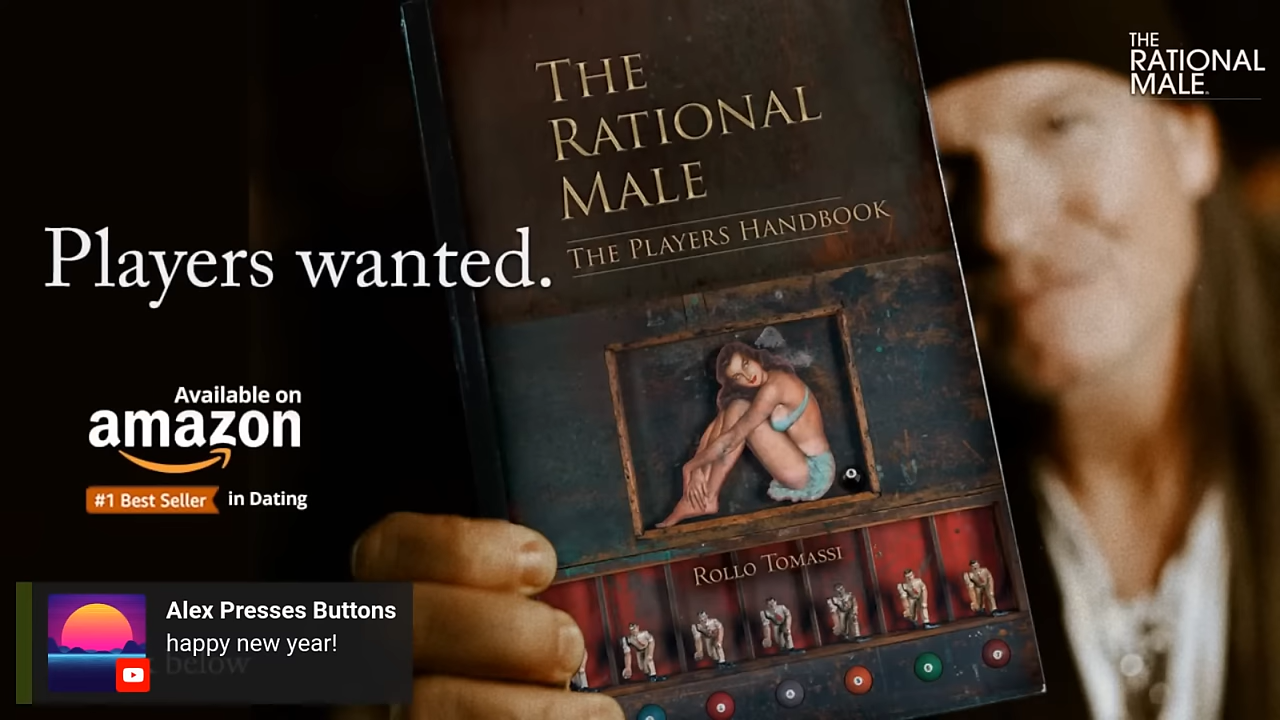 THE
RATIONAL
MALE
THE
RATIONAL
MALE
THE PLAYERS HANDBOOK
Players wanted.
Available on
amazon
#1 Best Seller in Dating
ROLLO TOMASSI
Alex Presses Buttons
happy new year!
below